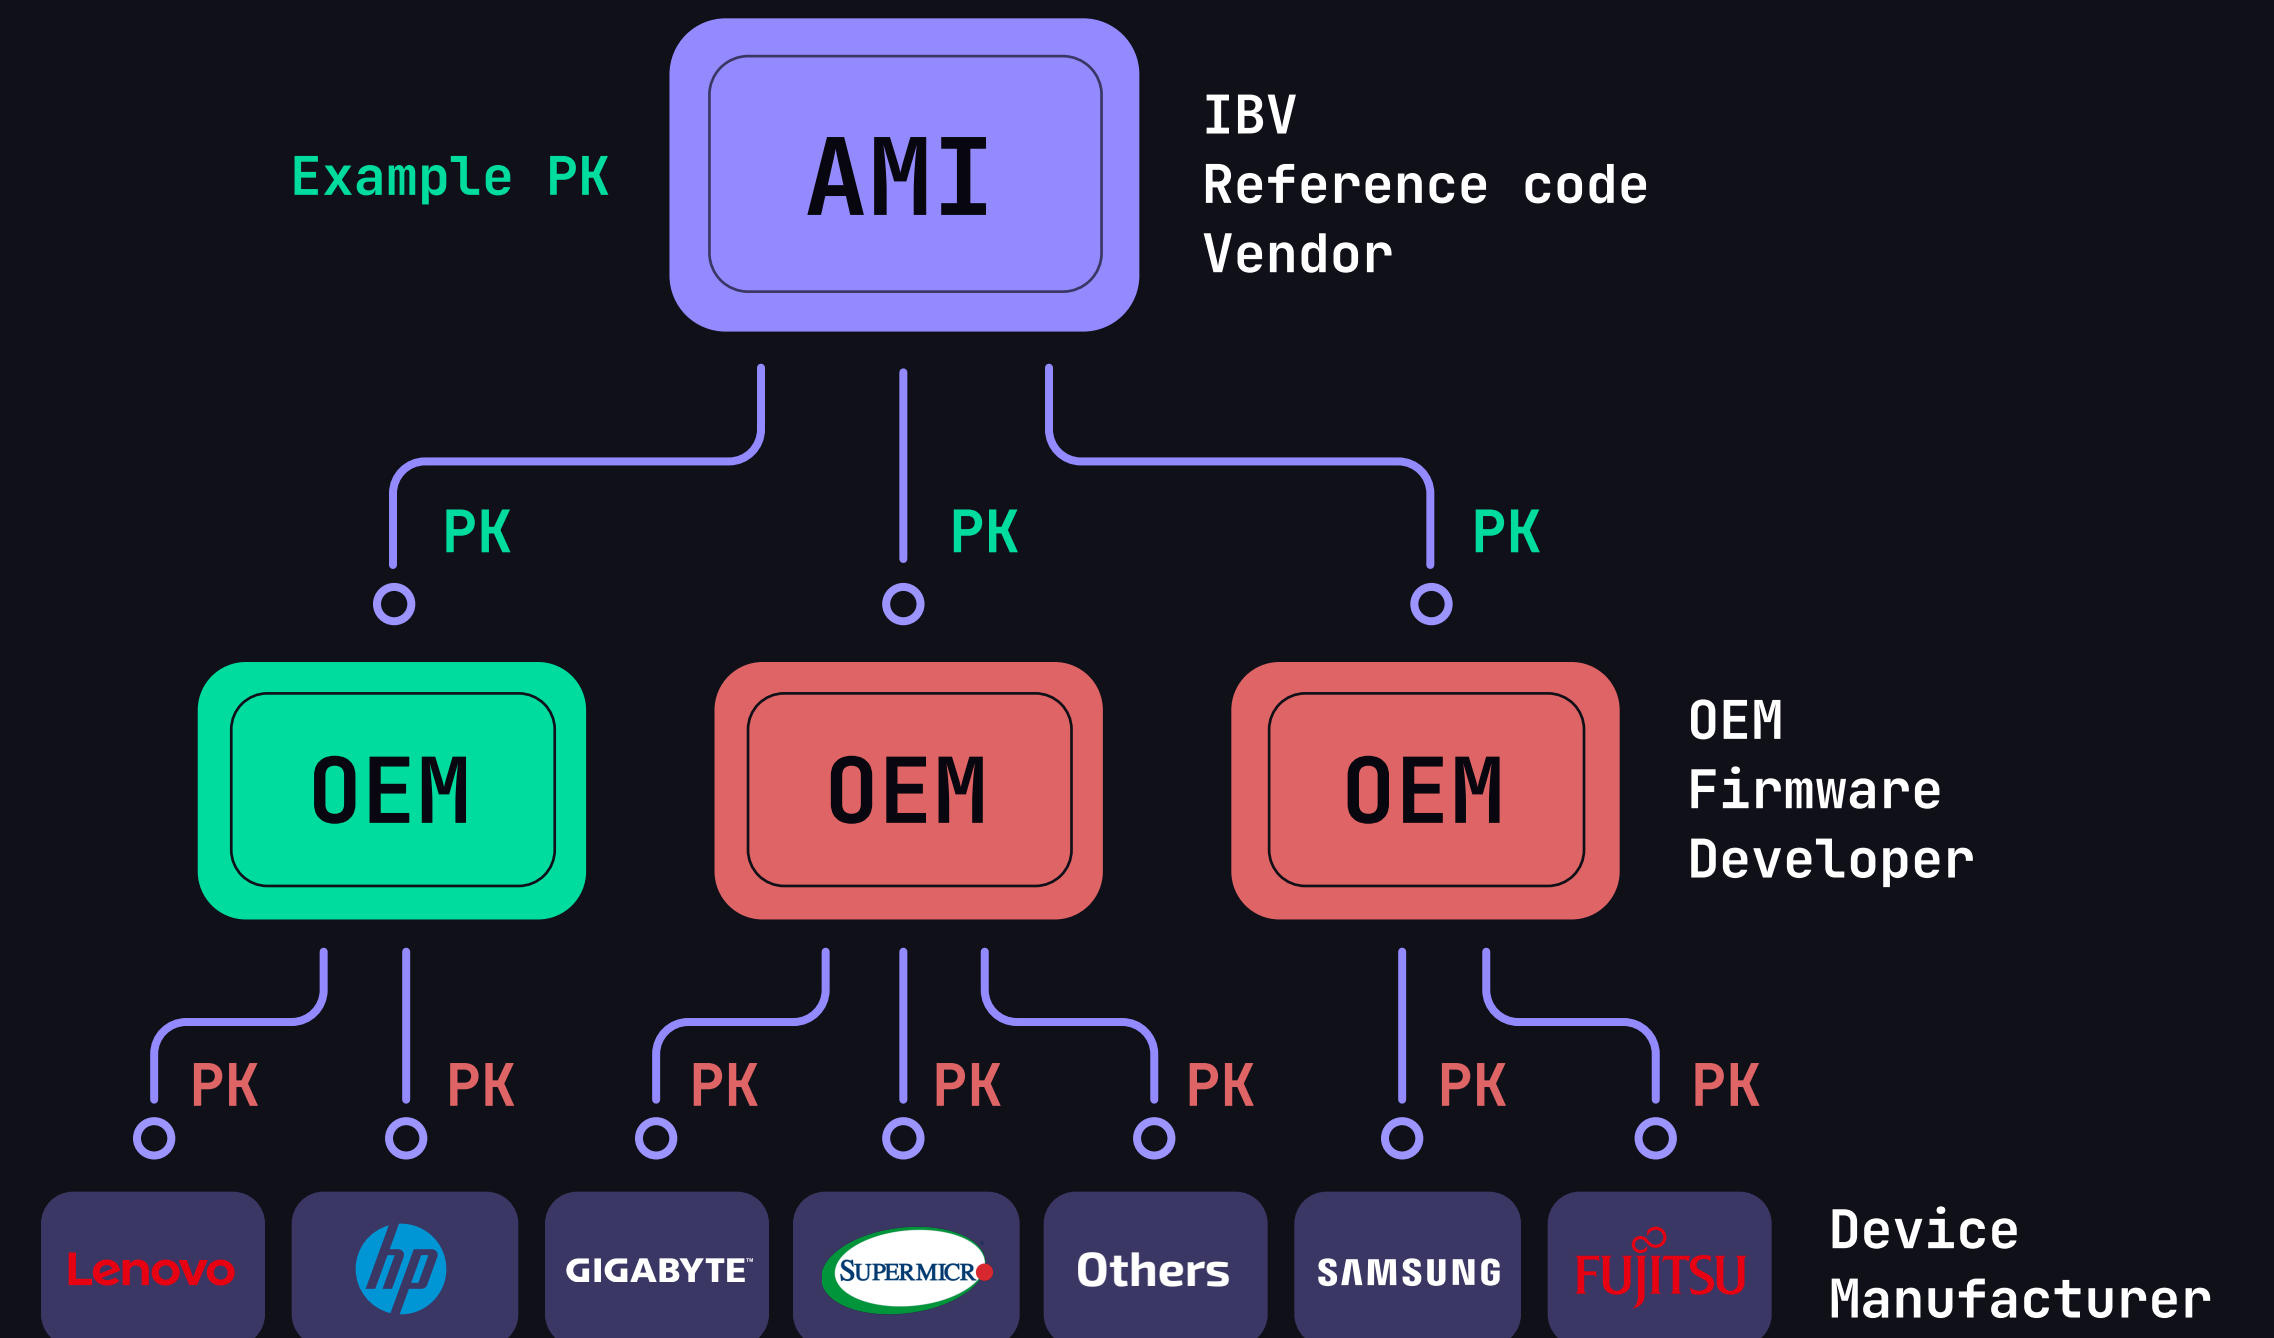 Example PK
AMI
IBV
Reference code
Vendor
PK PK PK
OEM OEM OEM
OEM
Firmware
Developer
PK PK PK PK PK PK PK
Lenovo hp GIGABYTE™ SUPERMICR Others SAMSUNG FUJITSU
Device
Manufacturer